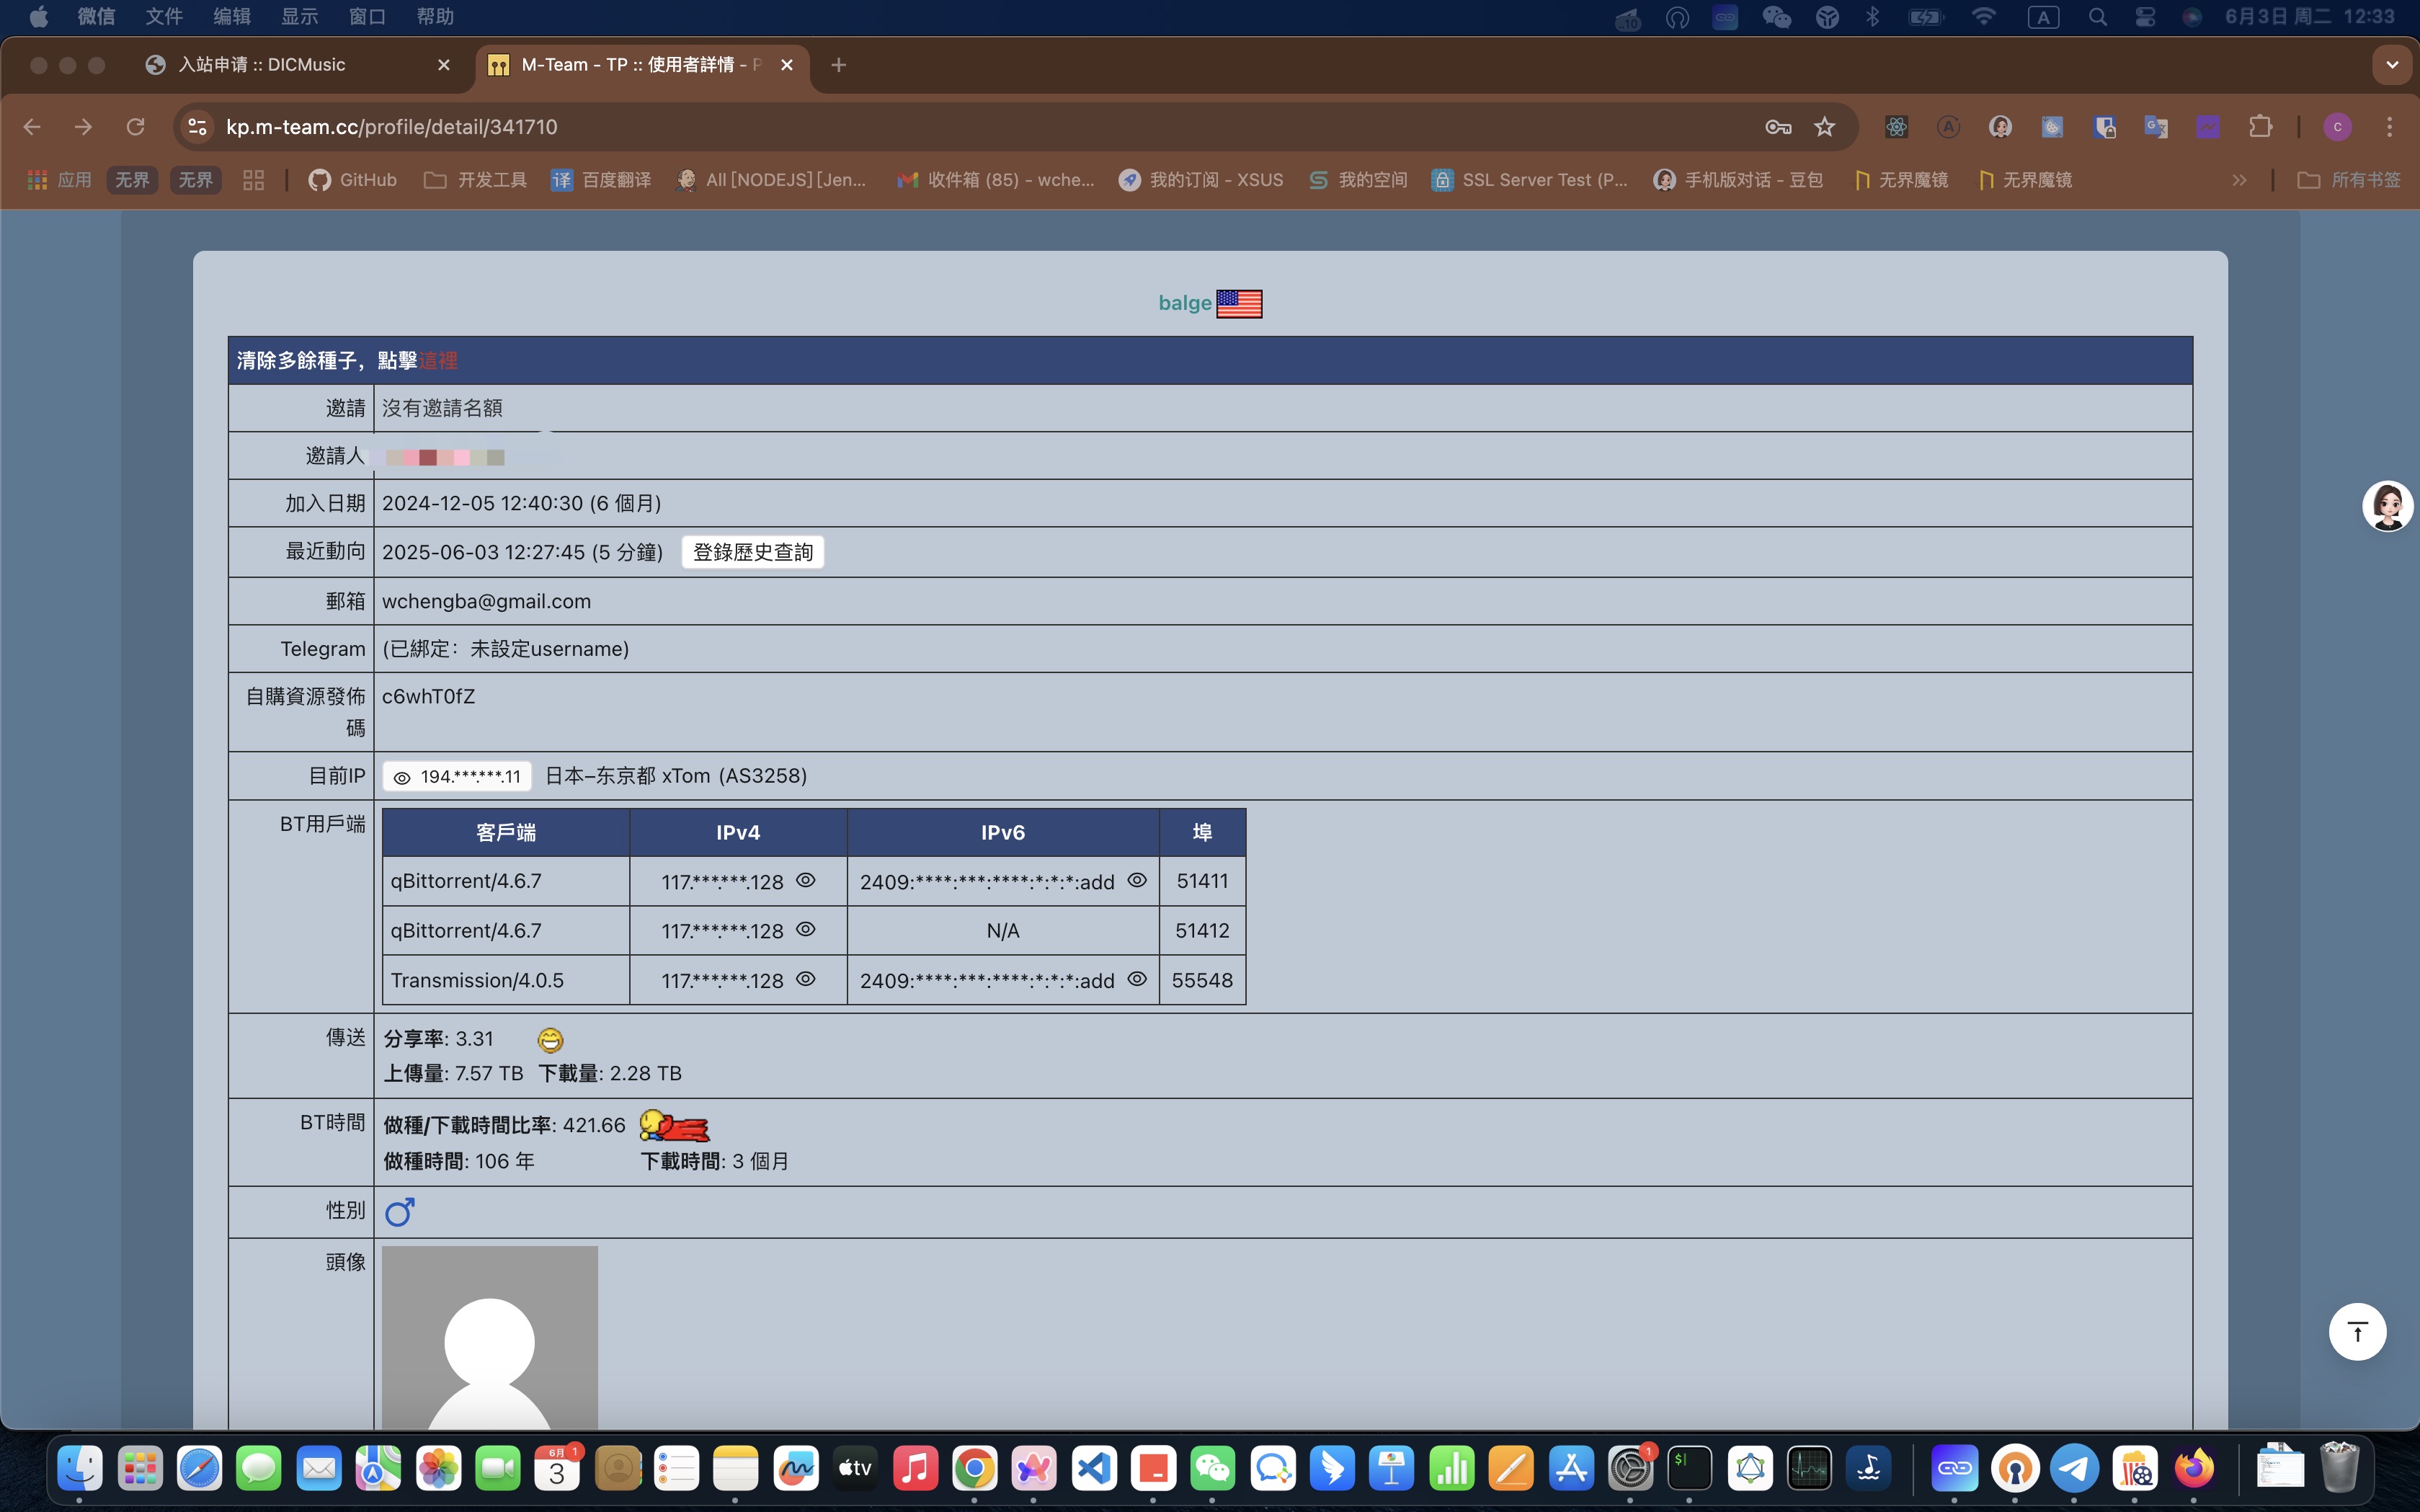 微信 文件 编辑 显示 窗口 帮助 A 6月3日 周二 12:33
入站申请 :: DICMusic
M-Team - TP :: 使用者詳情 - P
kp.m-team.cc/profile/detail/341710
应用 无界 无界 GitHub 开发工具 百度翻译 All [NODEJS] [Jen... 收件箱 (85) - wche... 我的订阅 - XSUS 我的空间 SSL Server Test (P... 手机版对话 - 豆包 无界魔镜 无界魔镜 所有书签
balge
清除多餘種子，點擊這裡
邀請 沒有邀請名額
邀請人
加入日期 2024-12-05 12:40:30 (6 個月)
最近動向 2025-06-03 12:27:45 (5 分鐘) 登錄歷史查詢
郵箱 wchengba@gmail.com
Telegram (已綁定：未設定username)
自購資源發佈碼 c6whT0fZ
目前IP 194.******.11 日本–东京都 xTom (AS3258)
BT用戶端
客戶端 IPv4 IPv6 埠
qBittorrent/4.6.7 117.******.128 2409:****:***:****:*:*:*:add 51411
qBittorrent/4.6.7 117.******.128 N/A 51412
Transmission/4.0.5 117.******.128 2409:****:***:****:*:*:*:add 55548
傳送 分享率: 3.31
上傳量: 7.57 TB 下載量: 2.28 TB
BT時間 做種/下載時間比率: 421.66
做種時間: 106 年 下載時間: 3 個月
性別
頭像
6月 1
3
tv
1